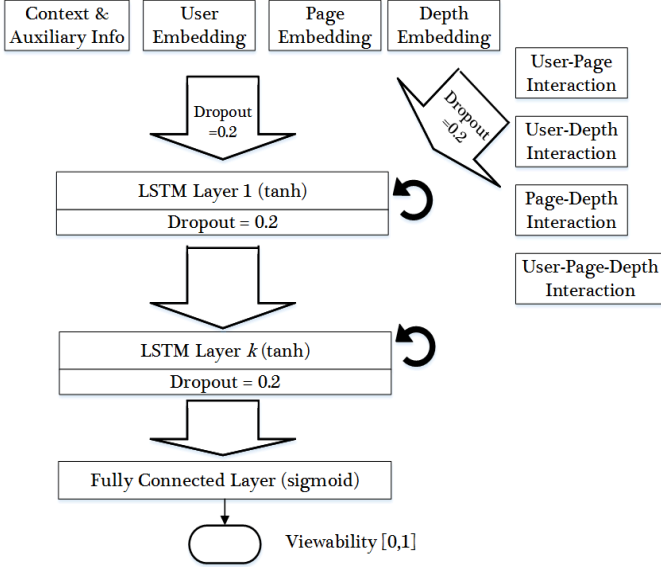 Context &
Auxiliary Info
User
Embedding
Page
Embedding
Depth
Embedding
User-Page
Interaction
Dropout
=0.2
Dropout
=0.2
User-Depth
Interaction
LSTM Layer 1 (tanh)
Dropout = 0.2
Page-Depth
Interaction
User-Page-Depth
Interaction
LSTM Layer k (tanh)
Dropout = 0.2
Fully Connected Layer (sigmoid)
Viewability [0,1]